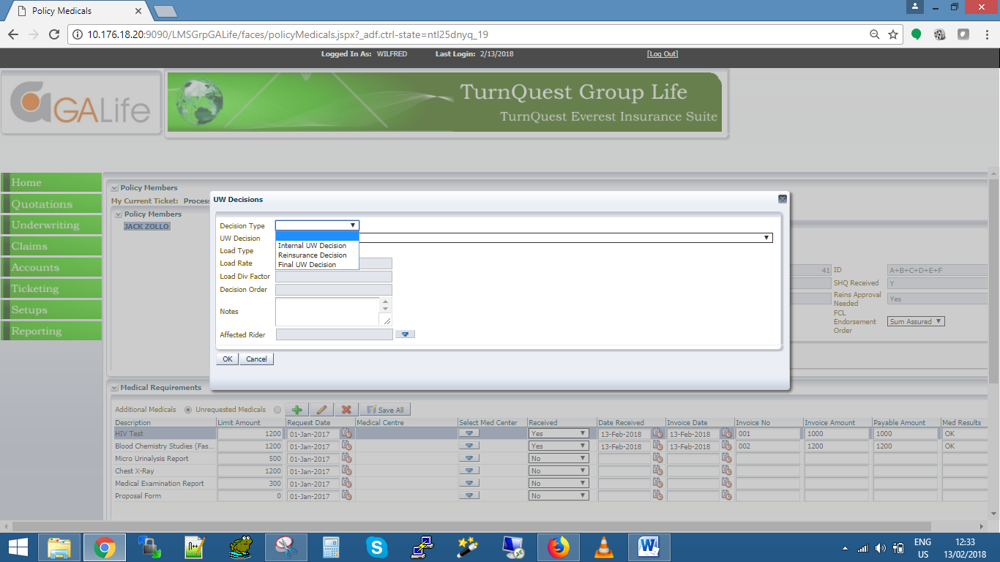 Policy Medicals
10.176.18.20:9090/LMSGrpGALife/faces/policyMedicals.jspx?_adf.ctrl-state=ntl25dnyq_19
Logged In As: WILFRED Last Login: 2/13/2018 [Log Out]
GALIFE
TurnQuest Group Life
TurnQuest Everest Insurance Suite
Home
Quotations
Underwriting
Claims
Accounts
Ticketing
Setups
Reporting
Policy Members
My Current Ticket: Process
Policy Members
JACK ZOLLO
UW Decisions
Decision Type
UW Decision
Internal UW Decision
Reinsurance Decision
Final UW Decision
Load Type
Load Rate
Load Div Factor
Decision Order
Notes
Affected Rider
OK Cancel
41 ID A+B+C+D+E+F
SHQ Received Y
Reins Approval
Needed Yes
FCL
Endorsement
Order Sum Assured
Medical Requirements
Additional Medicals Unrequested Medicals Save All
Description Limit Amount Request Date Medical Centre Select Med Center Received Date Received Invoice Date Invoice No Invoice Amount Payable Amount Med Results
HIV Test 1200 01-Jan-2017 Yes 13-Feb-2018 13-Feb-2018 001 1000 1000 OK
Blood Chemistry Studies (Fas... 1200 01-Jan-2017 Yes 13-Feb-2018 13-Feb-2018 002 1200 1200 OK
Micro Urinalysis Report 500 01-Jan-2017 No
Chest X-Ray 1200 01-Jan-2017 No
Medical Examination Report 300 01-Jan-2017 No
Proposal Form 0 01-Jan-2017 No
ENG
US
12:33
13/02/2018